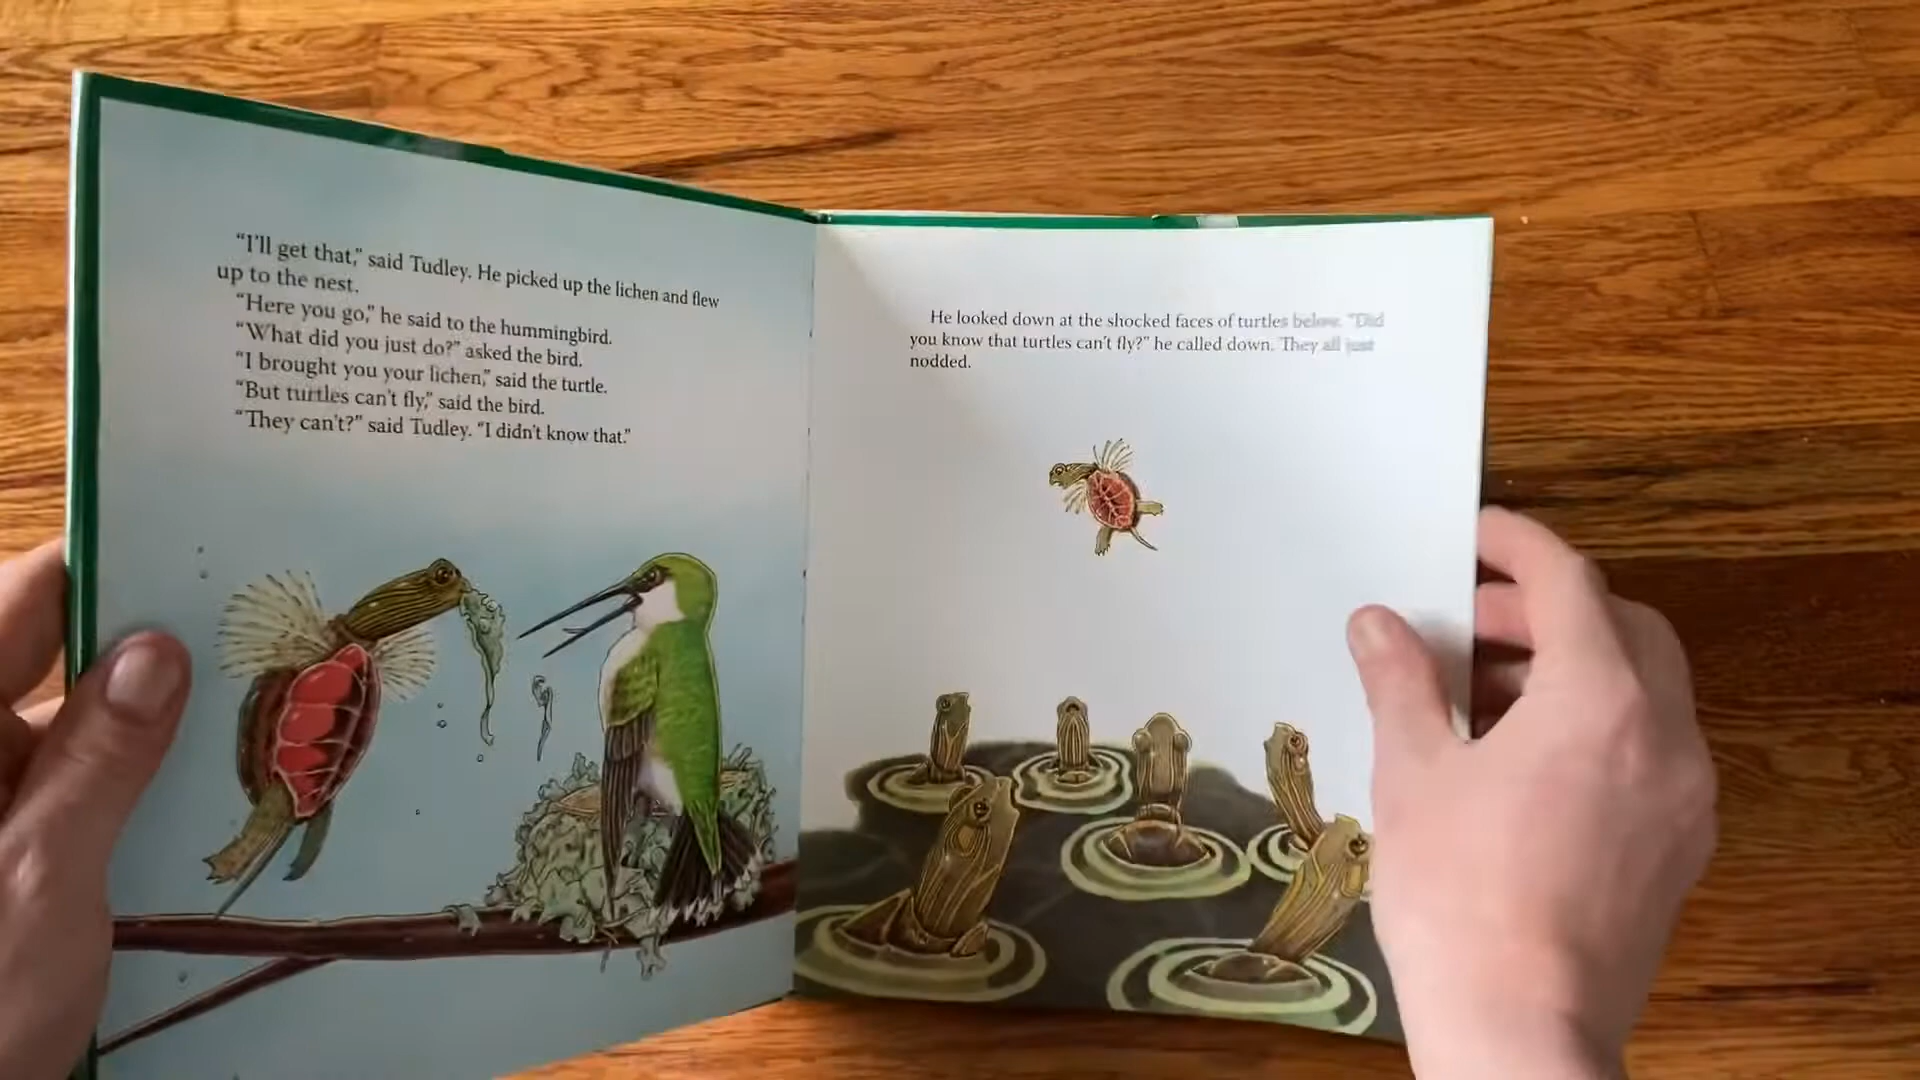 “I’ll get that,” said Tudley. He picked up the lichen and flew
up to the nest.
“Here you go,” he said to the hummingbird.
“What did you just do?” asked the bird.
“I brought you your lichen,” said the turtle.
“But turtles can’t fly,” said the bird.
“They can’t?” said Tudley. “I didn’t know that.”
He looked down at the shocked faces of turtles below. “Did
you know that turtles can’t fly?” he called down. They all just
nodded.